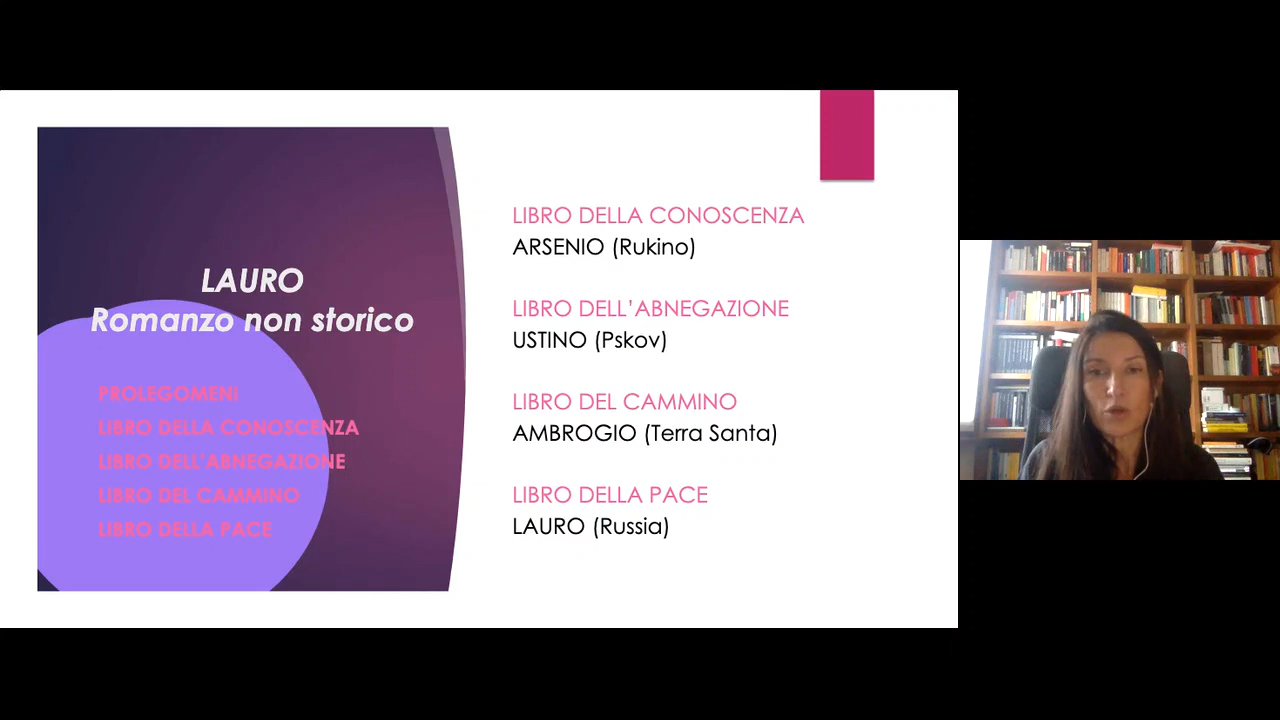 LAURO
Romanzo non storico
PROLEGOMENI
LIBRO DELLA CONOSCENZA
LIBRO DELL'ABNEGAZIONE
LIBRO DEL CAMMINO
LIBRO DELLA PACE
LIBRO DELLA CONOSCENZA
ARSENIO (Rukino)
LIBRO DELL'ABNEGAZIONE
USTINO (Pskov)
LIBRO DEL CAMMINO
AMBROGIO (Terra Santa)
LIBRO DELLA PACE
LAURO (Russia)